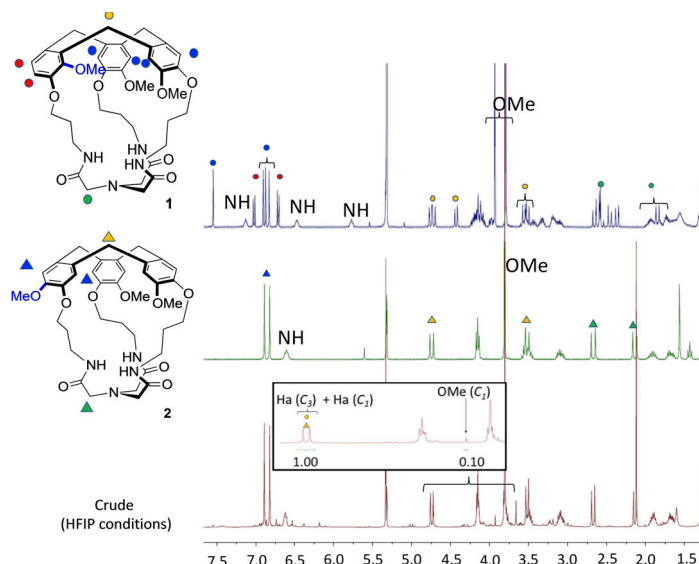 OMe
OMe
OMe
O
O
O
NH
HN
HN
O
O
N
O
1
OMe
NH
NH
NH
MeO
OMe
OMe
O
O
O
NH
HN
HN
O
O
N
O
2
OMe
NH
Ha (C3) + Ha (C1)
OMe (C1)
1.00
0.10
Crude
(HFIP conditions)
7.5 7.0 6.5 6.0 5.5 5.0 4.5 4.0 3.5 3.0 2.5 2.0 1.5